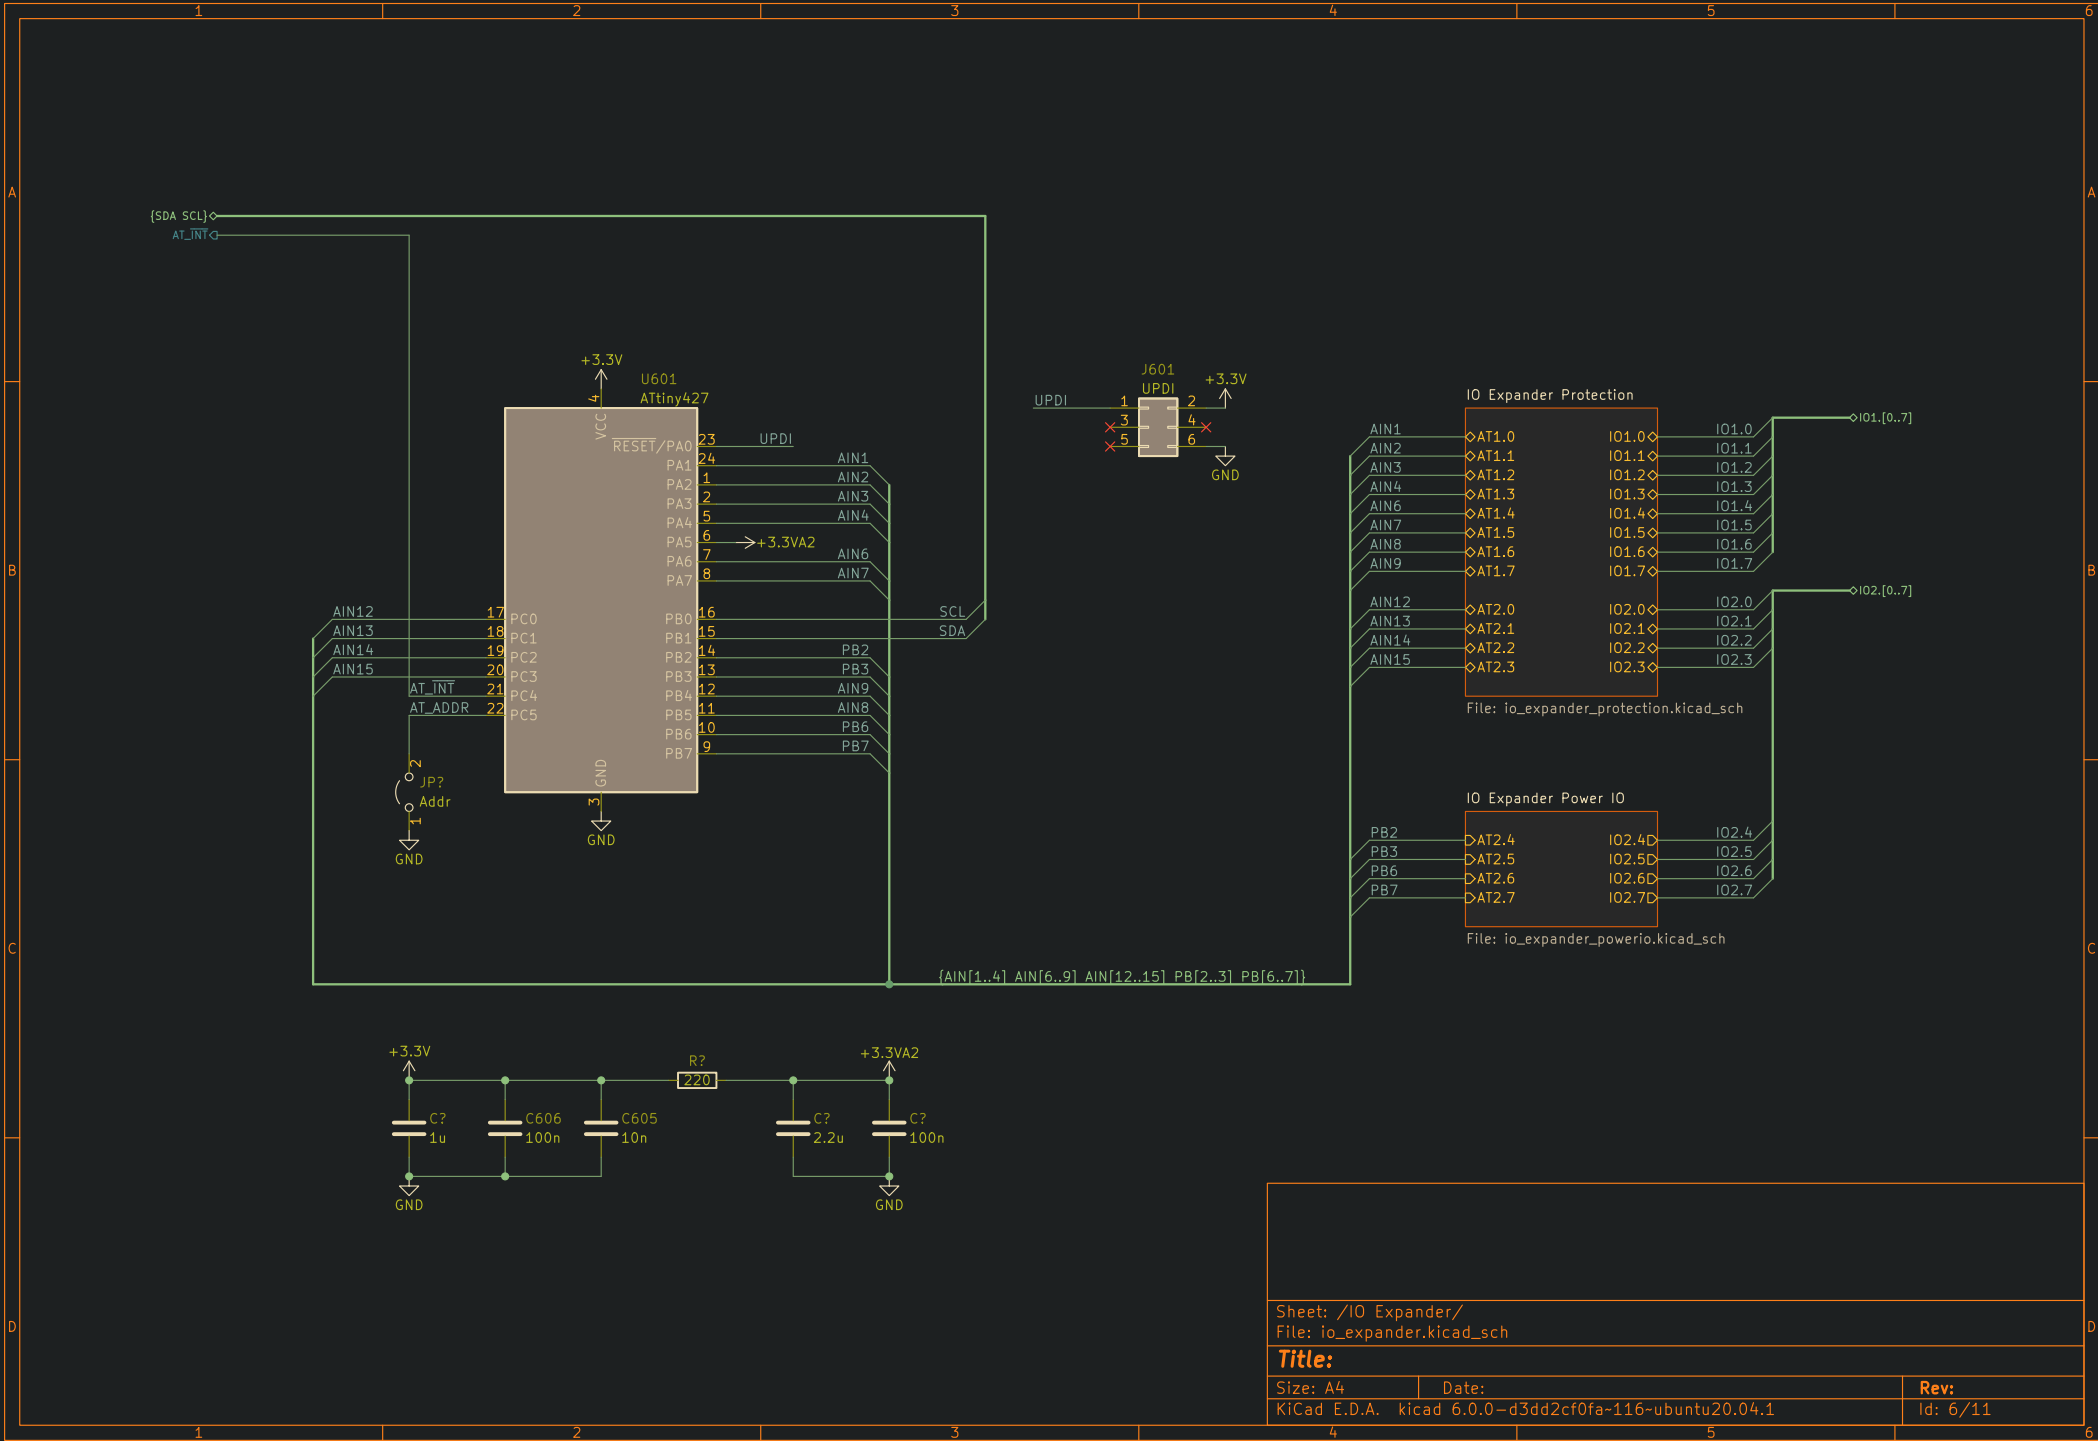 1 2 3 4 5 6
A A
{SDA SCL}
AT_INT
+3.3V
U601
ATtiny427
4
VCC
RESET/PA0 23 UPDI
PA1 24 AIN1
PA2 1 AIN2
PA3 2 AIN3
PA4 5 AIN4
PA5 6 +3.3VA2
PA6 7 AIN6
PA7 8 AIN7
AIN12 17 PC0 PB0 16 SCL
AIN13 18 PC1 PB1 15 SDA
AIN14 19 PC2 PB2 14 PB2
AIN15 20 PC3 PB3 13 PB3
AT_INT 21 PC4 PB4 12 AIN9
AT_ADDR 22 PC5 PB5 11 AIN8
PB6 10 PB6
PB7 9 PB7
GND
3
GND
2
JP?
Addr
1
GND
J601
UPDI
+3.3V
UPDI 1 2
3 4
5 6
GND
IO Expander Protection
AIN1 AT1.0 IO1.0 IO1.0
AIN2 AT1.1 IO1.1 IO1.1
AIN3 AT1.2 IO1.2 IO1.2
AIN4 AT1.3 IO1.3 IO1.3
AIN6 AT1.4 IO1.4 IO1.4
AIN7 AT1.5 IO1.5 IO1.5
AIN8 AT1.6 IO1.6 IO1.6
AIN9 AT1.7 IO1.7 IO1.7
IO1.[0..7]
AIN12 AT2.0 IO2.0 IO2.0
AIN13 AT2.1 IO2.1 IO2.1
AIN14 AT2.2 IO2.2 IO2.2
AIN15 AT2.3 IO2.3 IO2.3
IO2.[0..7]
File: io_expander_protection.kicad_sch
B B
IO Expander Power IO
PB2 AT2.4 IO2.4 IO2.4
PB3 AT2.5 IO2.5 IO2.5
PB6 AT2.6 IO2.6 IO2.6
PB7 AT2.7 IO2.7 IO2.7
File: io_expander_powerio.kicad_sch
C C
{AIN[1..4] AIN[6..9] AIN[12..15] PB[2..3] PB[6..7]}
+3.3V R? +3.3VA2
220
C? C606 C605 C? C?
1u 100n 10n 2.2u 100n
GND GND
D D
Sheet: /IO Expander/
File: io_expander.kicad_sch
Title:
Size: A4 Date: Rev:
KiCad E.D.A. kicad 6.0.0-d3dd2cf0fa~116~ubuntu20.04.1 Id: 6/11
1 2 3 4 5 6